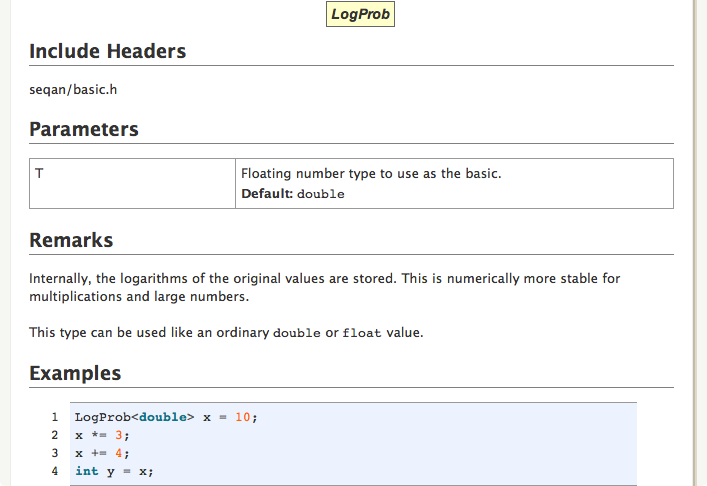 LogProb
Include Headers
seqan/basic.h
Parameters
T
Floating number type to use as the basic.
Default: double
Remarks
Internally, the logarithms of the original values are stored. This is numerically more stable for
multiplications and large numbers.
This type can be used like an ordinary double or float value.
Examples
1 LogProb<double> x = 10;
2 x *= 3;
3 x += 4;
4 int y = x;